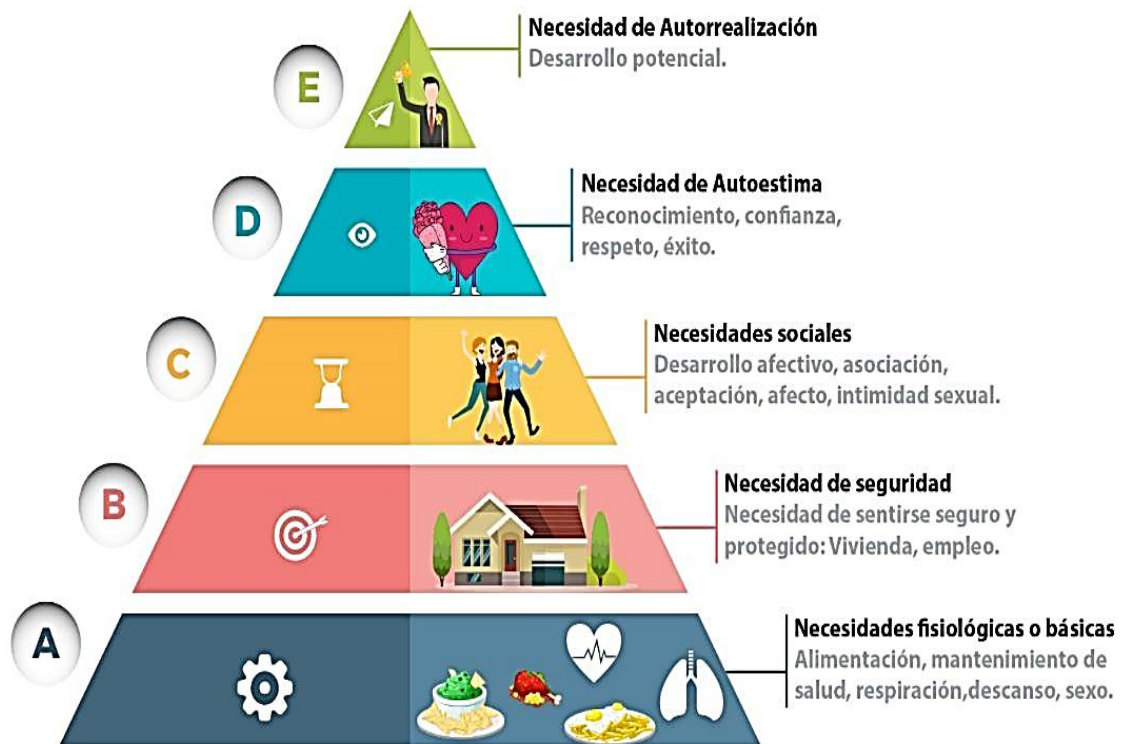 E
Necesidad de Autorrealización
Desarrollo potencial.
D
Necesidad de Autoestima
Reconocimiento, confianza,
respeto, éxito.
C
Necesidades sociales
Desarrollo afectivo, asociación,
aceptación, afecto, intimidad sexual.
B
Necesidad de seguridad
Necesidad de sentirse seguro y
protegido: Vivienda, empleo.
A
Necesidades fisiológicas o básicas
Alimentación, mantenimiento de
salud, respiración,descanso, sexo.